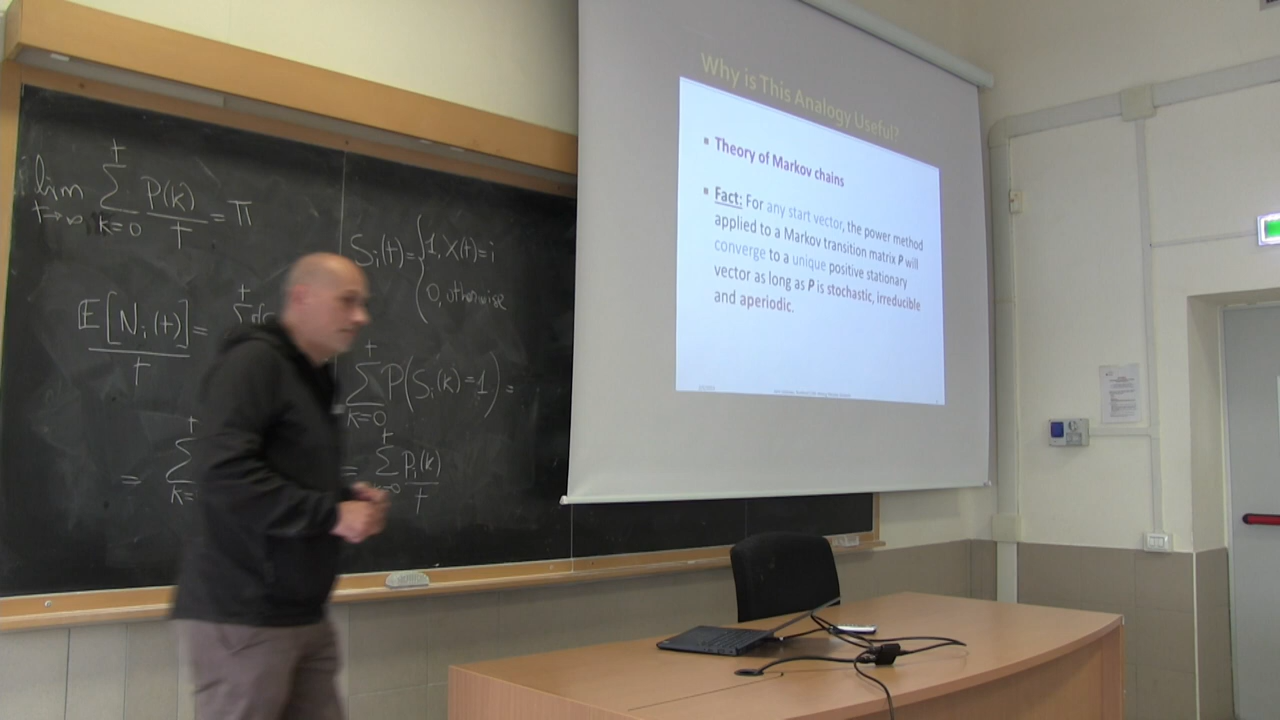 lim t→∞ t ∑ k=0 P(k)/t = π
S_i(t) = { 1, X(t)=i
0, otherwise
E[N_i(t)]/t =
t ∑ k=0 P(S_i(k)=1) =
= t ∑ k=
= t ∑ k=0 P_i(k)/t
Why is This Analogy Useful?
▪ Theory of Markov chains
▪ Fact: For any start vector, the power method
applied to a Markov transition matrix P will
converge to a unique positive stationary
vector as long as P is stochastic, irreducible
and aperiodic.